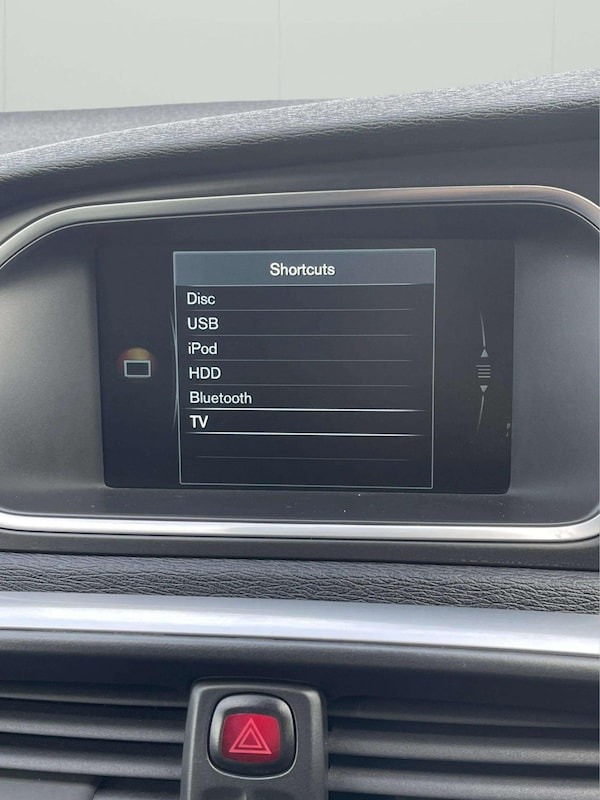 Shortcuts
Disc
USB
iPod
HDD
Bluetooth
TV